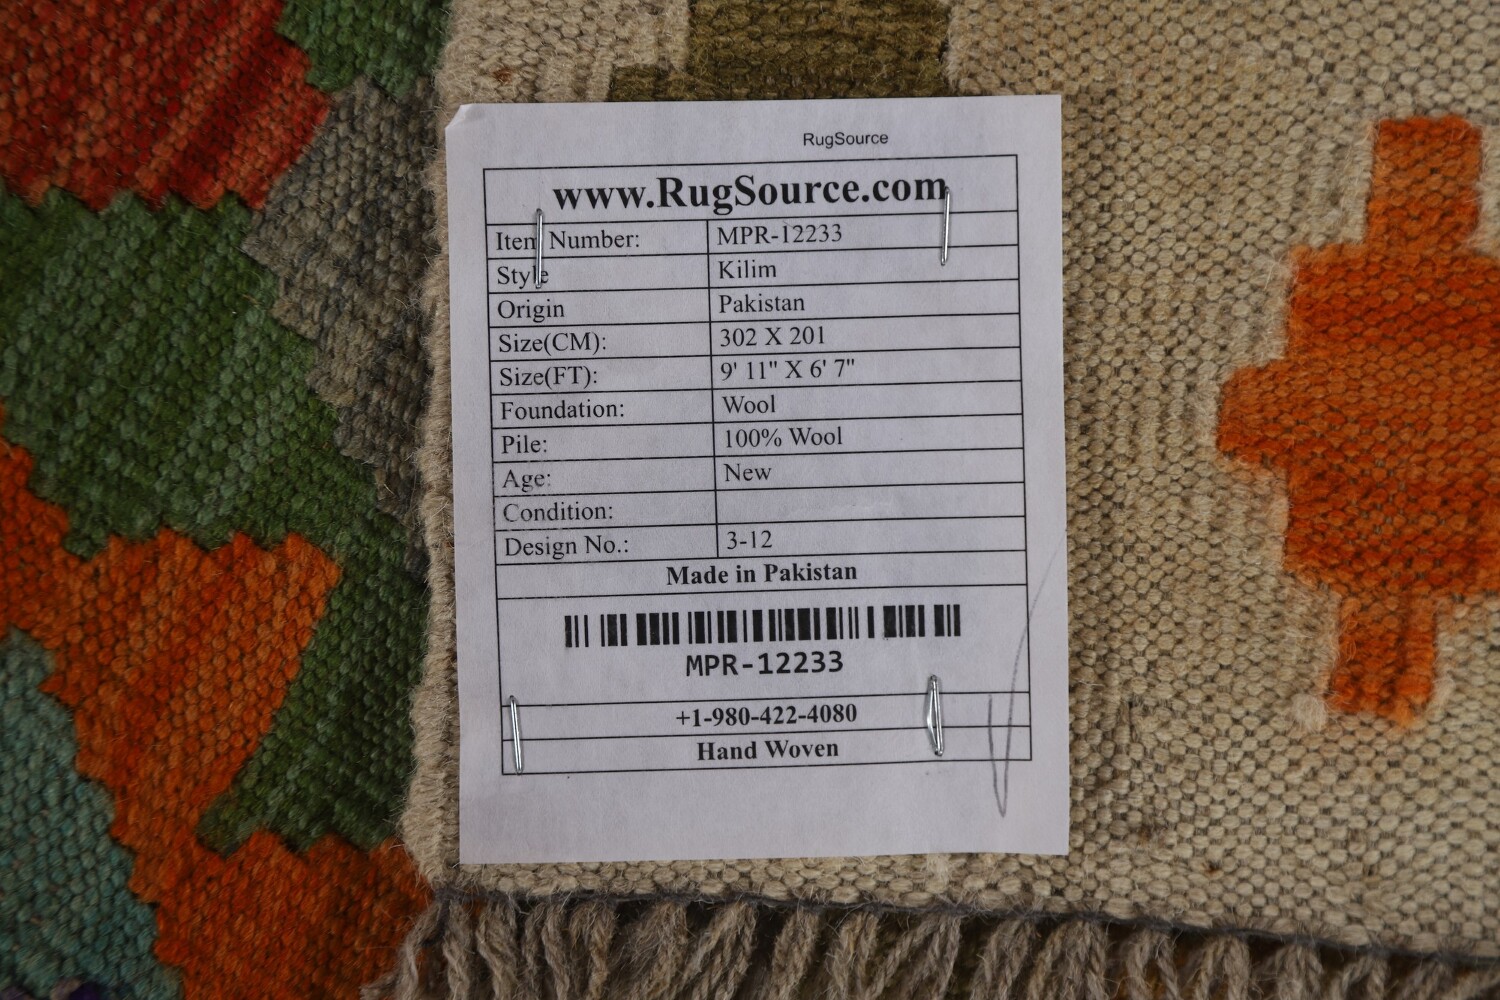 RugSource
www.RugSource.com
Item Number: MPR-12233
Style Kilim
Origin Pakistan
Size(CM): 302 X 201
Size(FT): 9' 11" X 6' 7"
Foundation: Wool
Pile: 100% Wool
Age: New
Condition:
Design No.: 3-12
Made in Pakistan
MPR-12233
+1-980-422-4080
Hand Woven